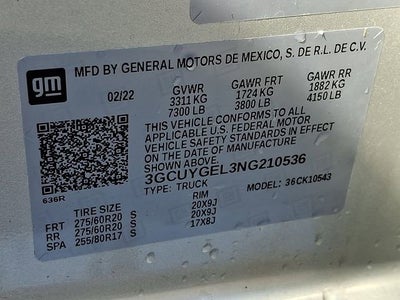 gm
MFD BY GENERAL MOTORS DE MEXICO, S. DE R.L. DE C.V.
02/22 GVWR GAWR FRT GAWR RR
3311 KG 1724 KG 1882 KG
7300 LB 3800 LB 4150 LB
THIS VEHICLE CONFORMS TO ALL
APPLICABLE U.S. FEDERAL MOTOR
VEHICLE SAFETY STANDARDS IN EFFECT
ON THE DATE OF MANUFACTURE
SHOWN ABOVE.
3GCUYGEL3NG210536
636R
TYPE: TRUCK MODEL: 36CK10543
TIRE SIZE RIM
FRT 275/60R20 S 20X9J
RR 275/60R20 S 20X9J
SPA 255/80R17 S 17X8J